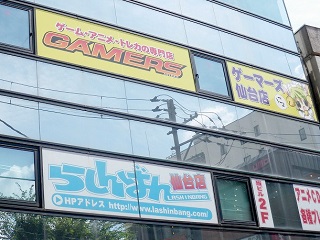 ゲーム・アニメ・トレカの専門店
GAMERS
ゲーマーズ
仙台店
らしんばん 仙台店
LASHINBANG
HPアドレス http://www.lashinbang.com/
2F